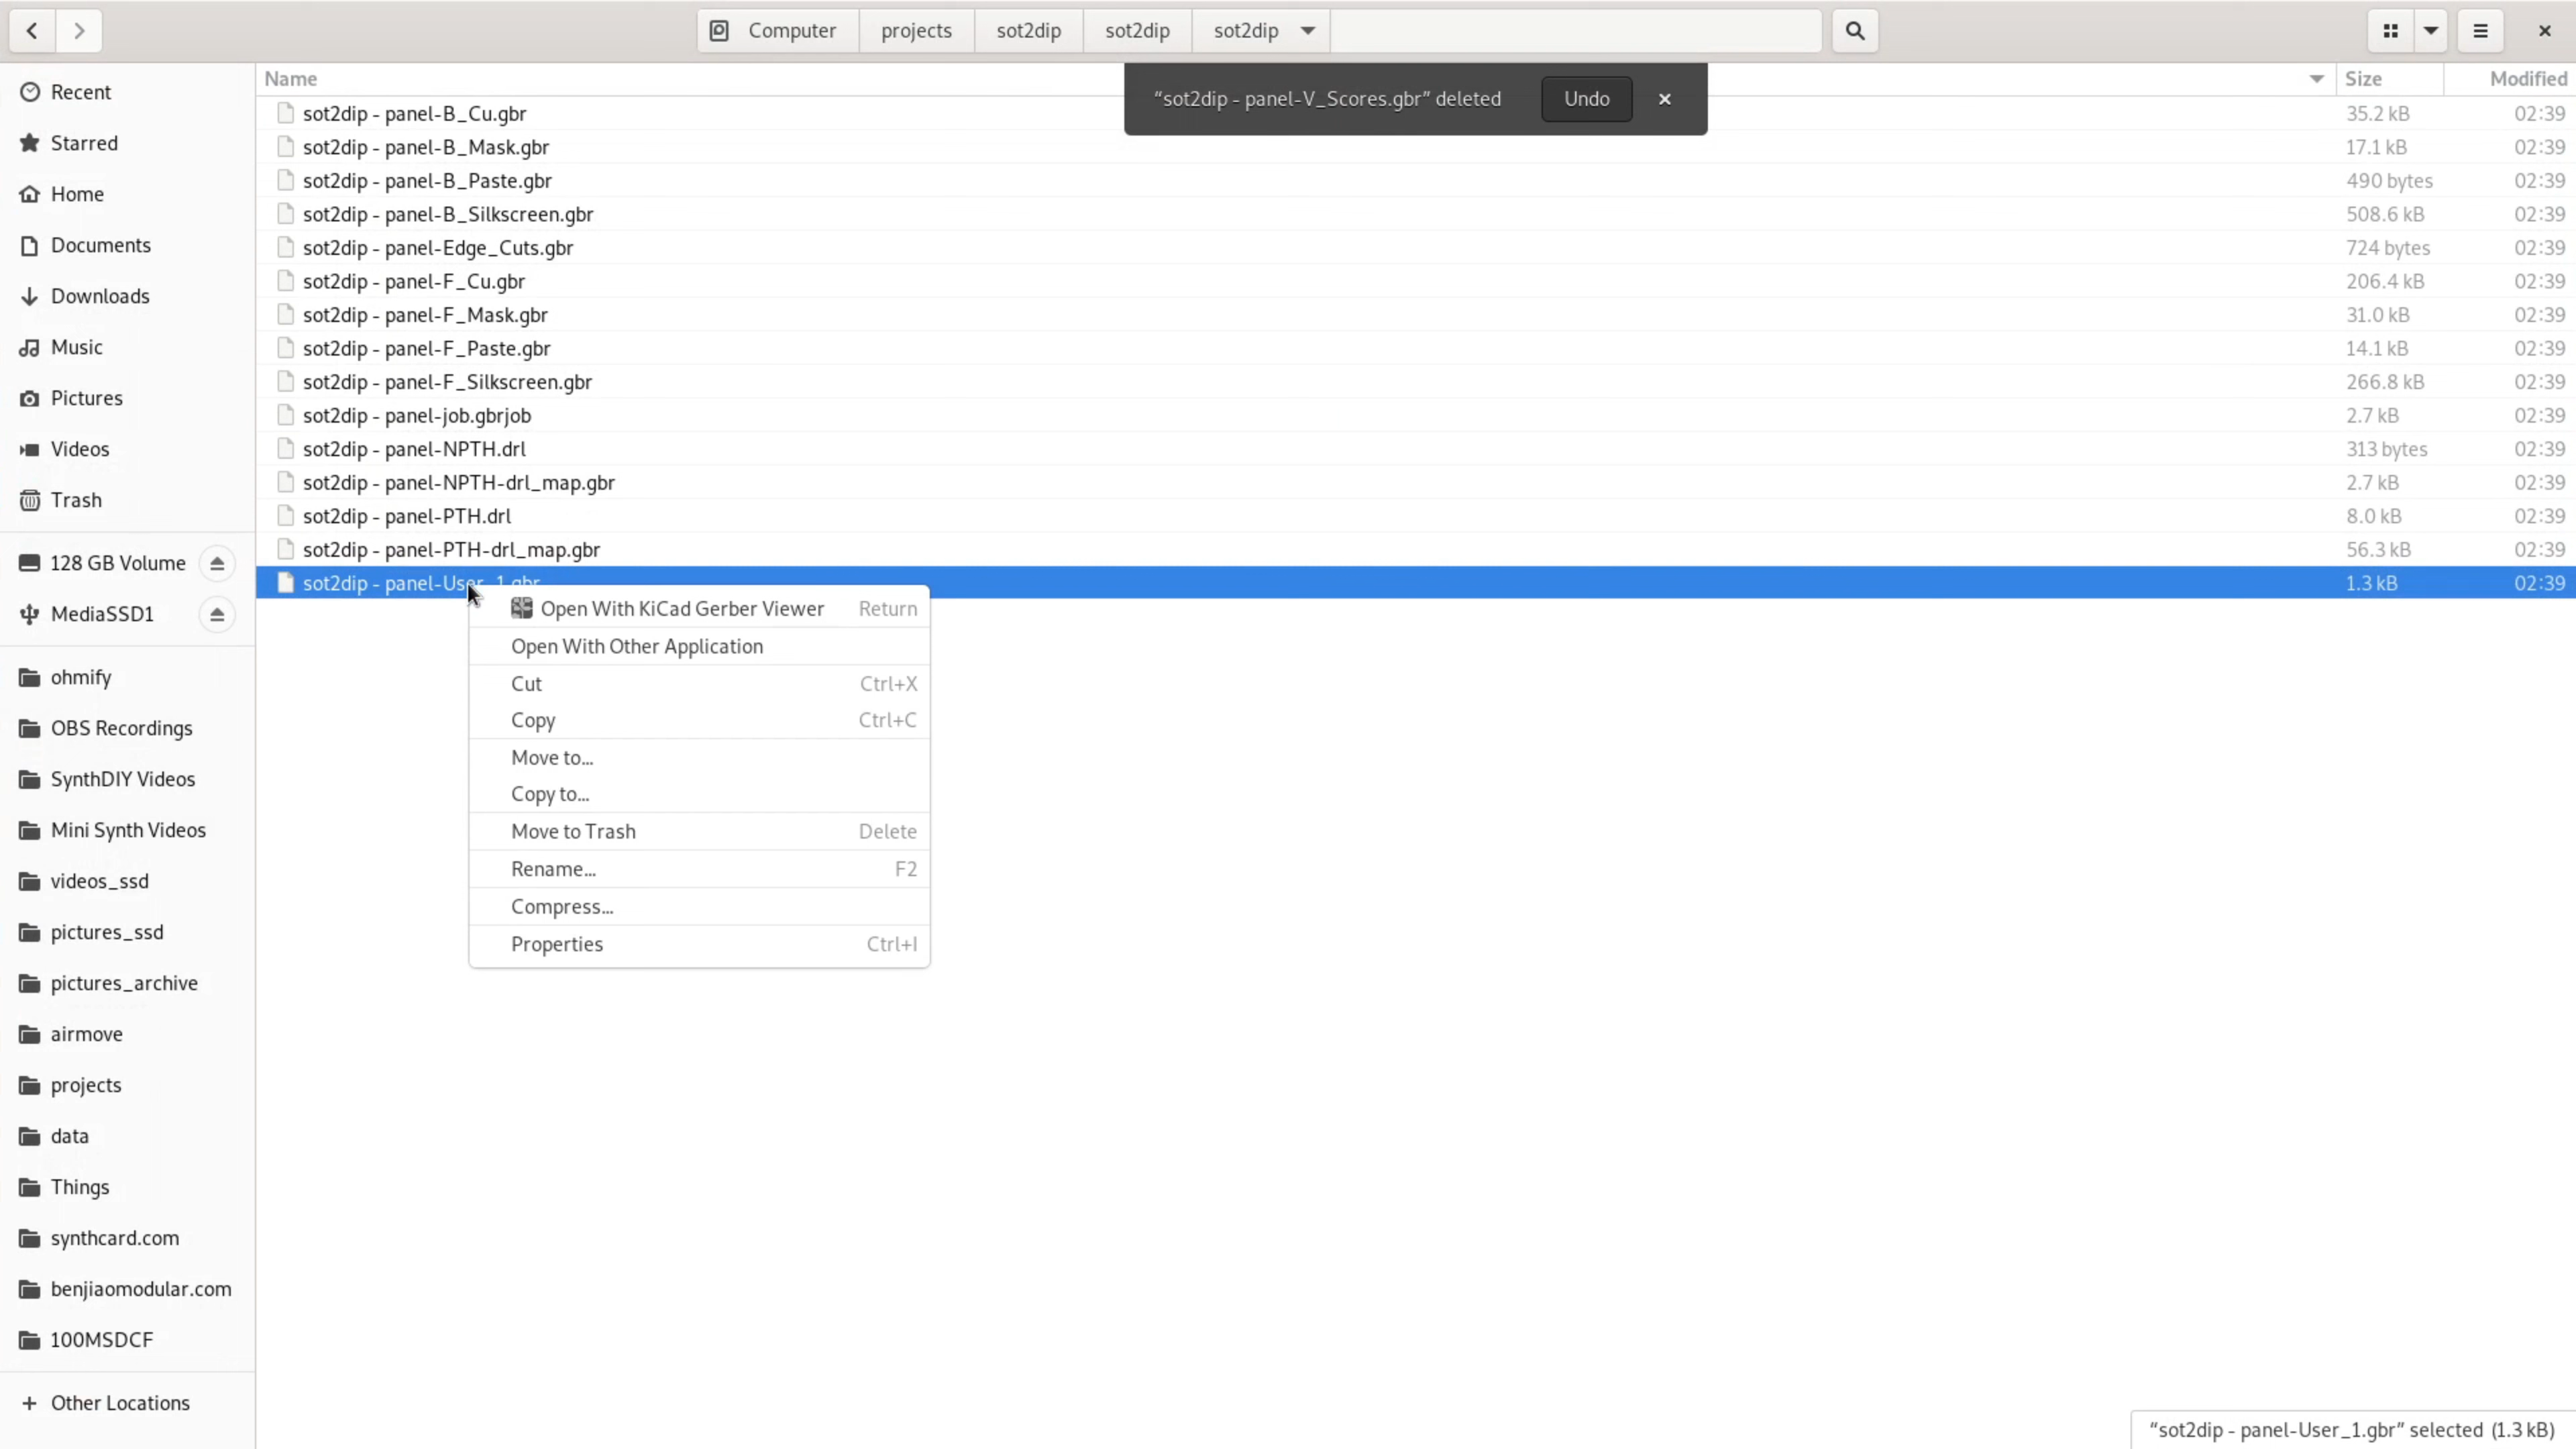 Computer projects sot2dip sot2dip sot2dip
Name Size Modified
"sot2dip - panel-V_Scores.gbr" deleted Undo
Recent
Starred
Home
Documents
Downloads
Music
Pictures
Videos
Trash
128 GB Volume
MediaSSD1
ohmify
OBS Recordings
SynthDIY Videos
Mini Synth Videos
videos_ssd
pictures_ssd
pictures_archive
airmove
projects
data
Things
synthcard.com
benjiaomodular.com
100MSDCF
+ Other Locations
sot2dip - panel-B_Cu.gbr 35.2 kB 02:39
sot2dip - panel-B_Mask.gbr 17.1 kB 02:39
sot2dip - panel-B_Paste.gbr 490 bytes 02:39
sot2dip - panel-B_Silkscreen.gbr 508.6 kB 02:39
sot2dip - panel-Edge_Cuts.gbr 724 bytes 02:39
sot2dip - panel-F_Cu.gbr 206.4 kB 02:39
sot2dip - panel-F_Mask.gbr 31.0 kB 02:39
sot2dip - panel-F_Paste.gbr 14.1 kB 02:39
sot2dip - panel-F_Silkscreen.gbr 266.8 kB 02:39
sot2dip - panel-job.gbrjob 2.7 kB 02:39
sot2dip - panel-NPTH.drl 313 bytes 02:39
sot2dip - panel-NPTH-drl_map.gbr 2.7 kB 02:39
sot2dip - panel-PTH.drl 8.0 kB 02:39
sot2dip - panel-PTH-drl_map.gbr 56.3 kB 02:39
sot2dip - panel-User_1.gbr 1.3 kB 02:39
Open With KiCad Gerber Viewer Return
Open With Other Application
Cut Ctrl+X
Copy Ctrl+C
Move to...
Copy to...
Move to Trash Delete
Rename... F2
Compress...
Properties Ctrl+I
"sot2dip - panel-User_1.gbr" selected (1.3 kB)